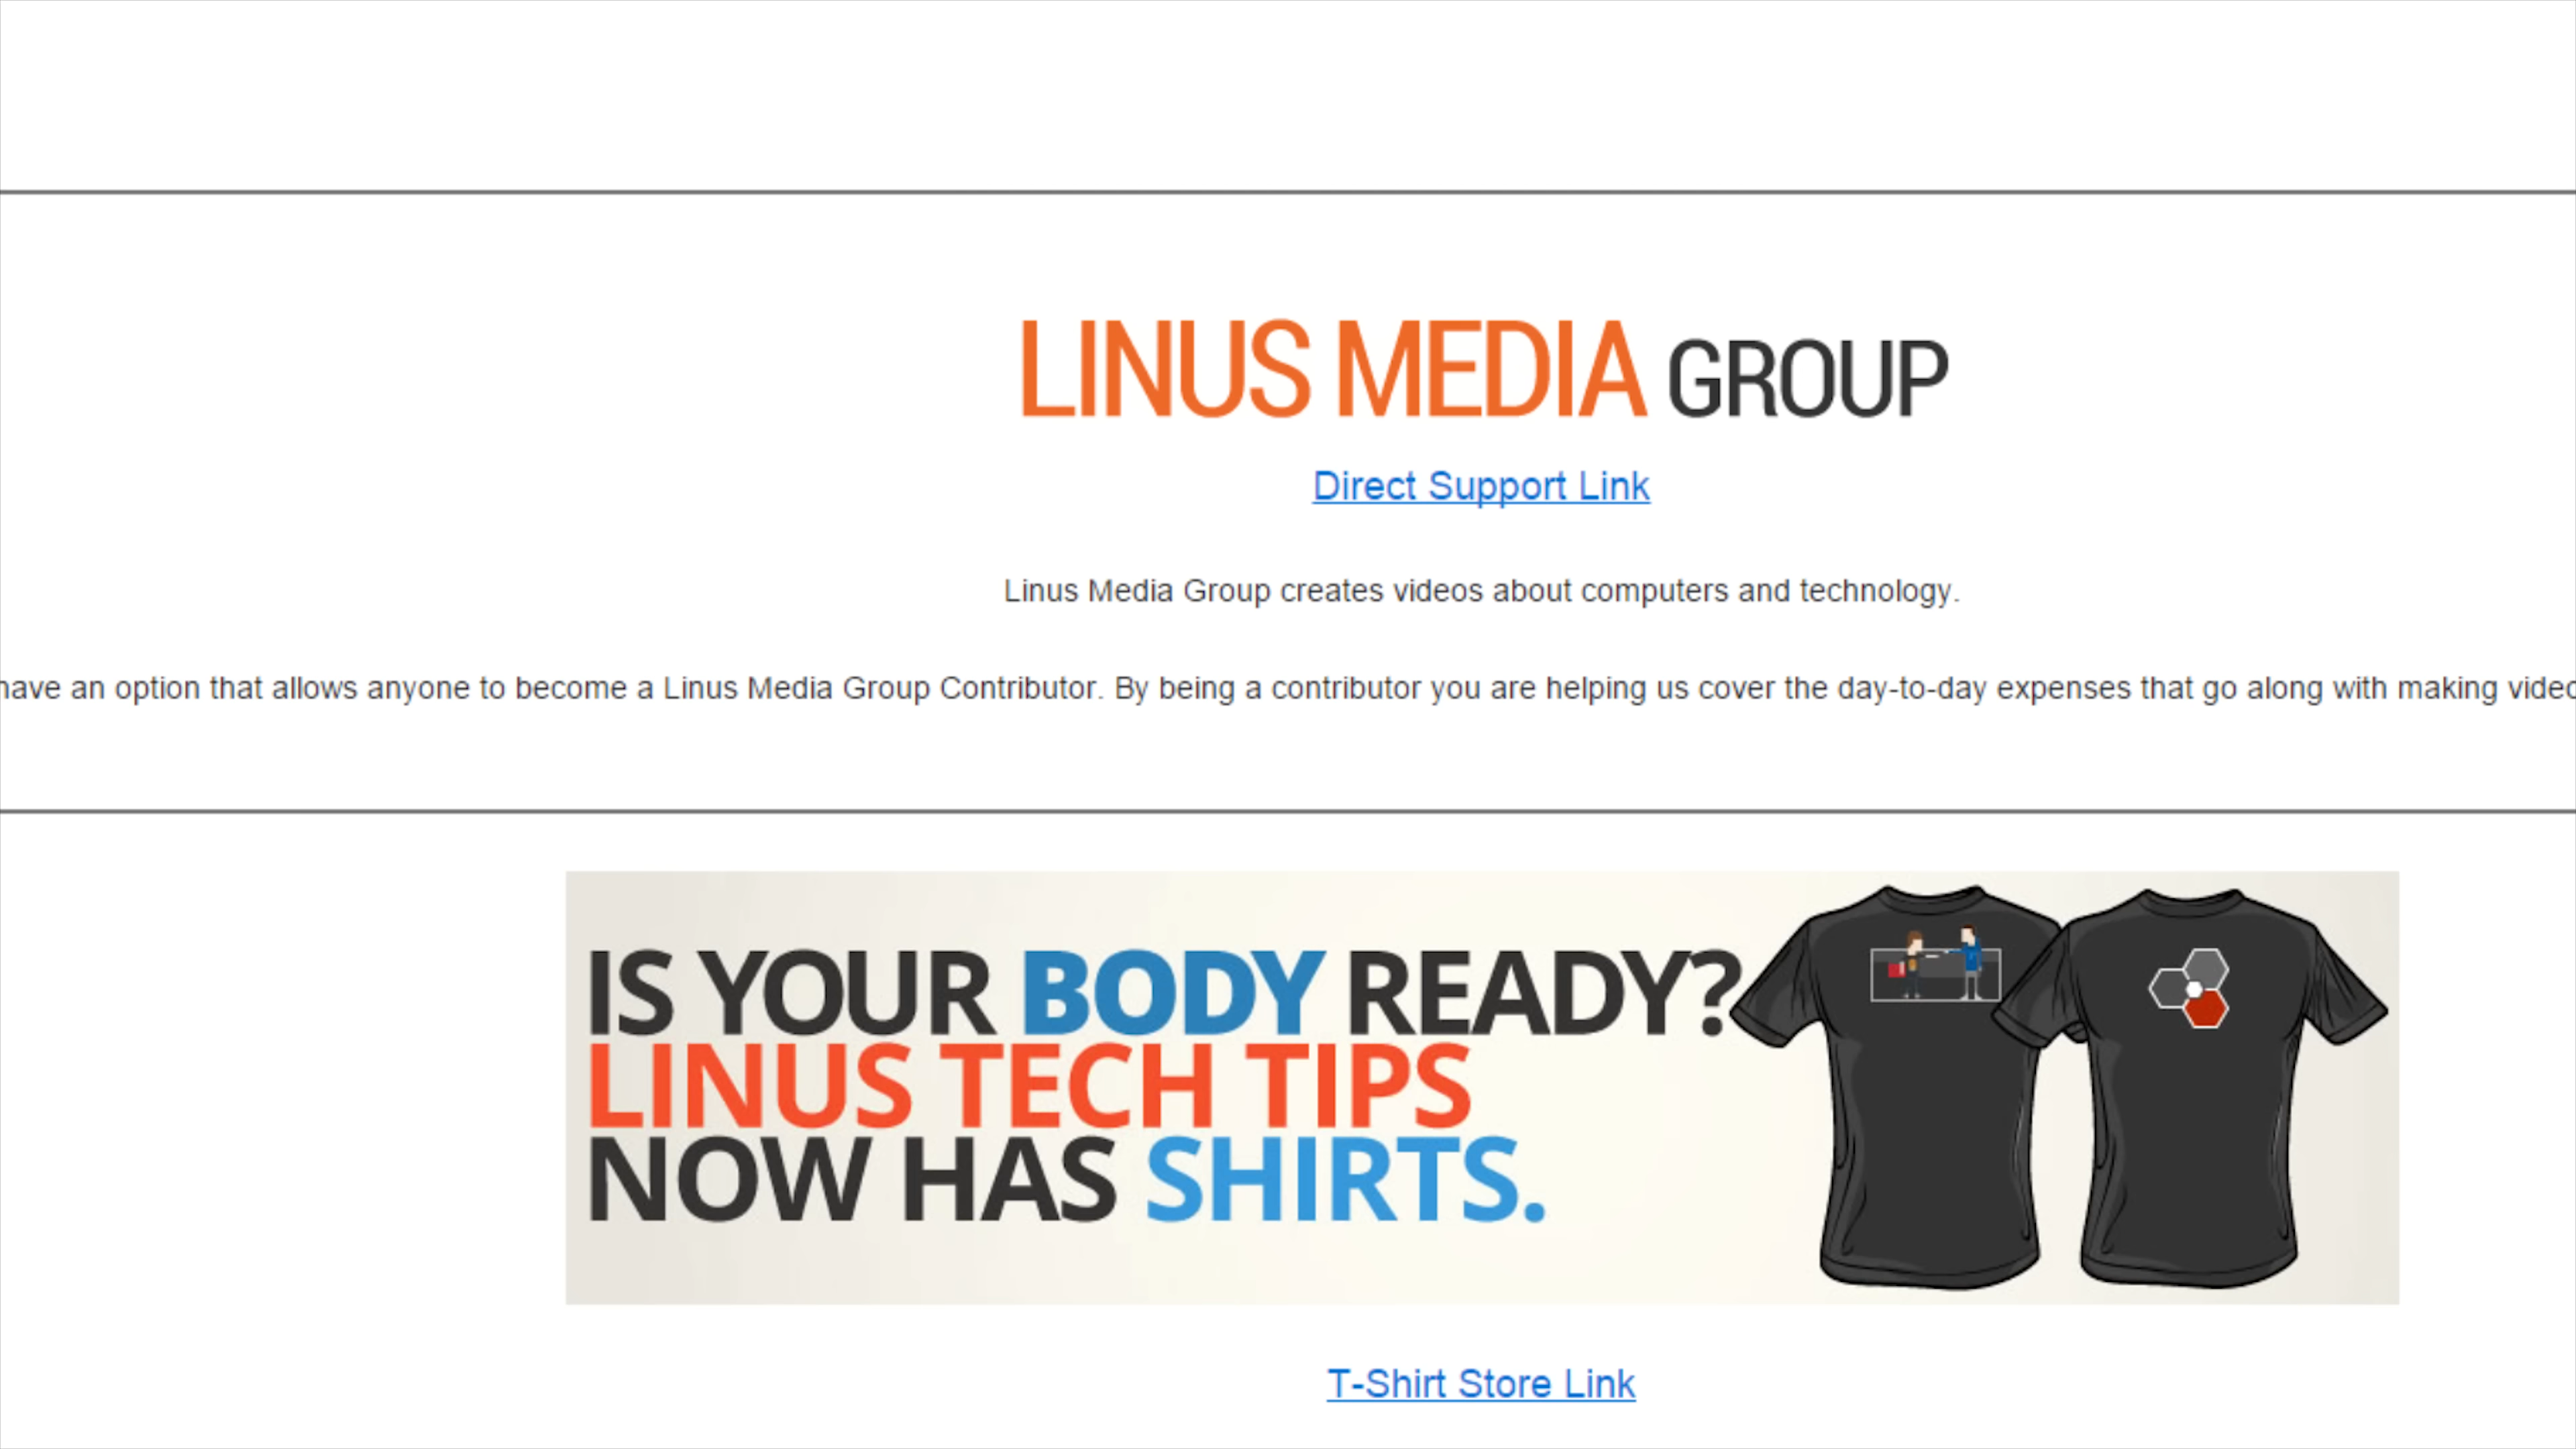 LINUS MEDIA GROUP
Direct Support Link
Linus Media Group creates videos about computers and technology.
have an option that allows anyone to become a Linus Media Group Contributor. By being a contributor you are helping us cover the day-to-day expenses that go along with making
IS YOUR BODY READY?
LINUS TECH TIPS
NOW HAS SHIRTS.
T-Shirt Store Link